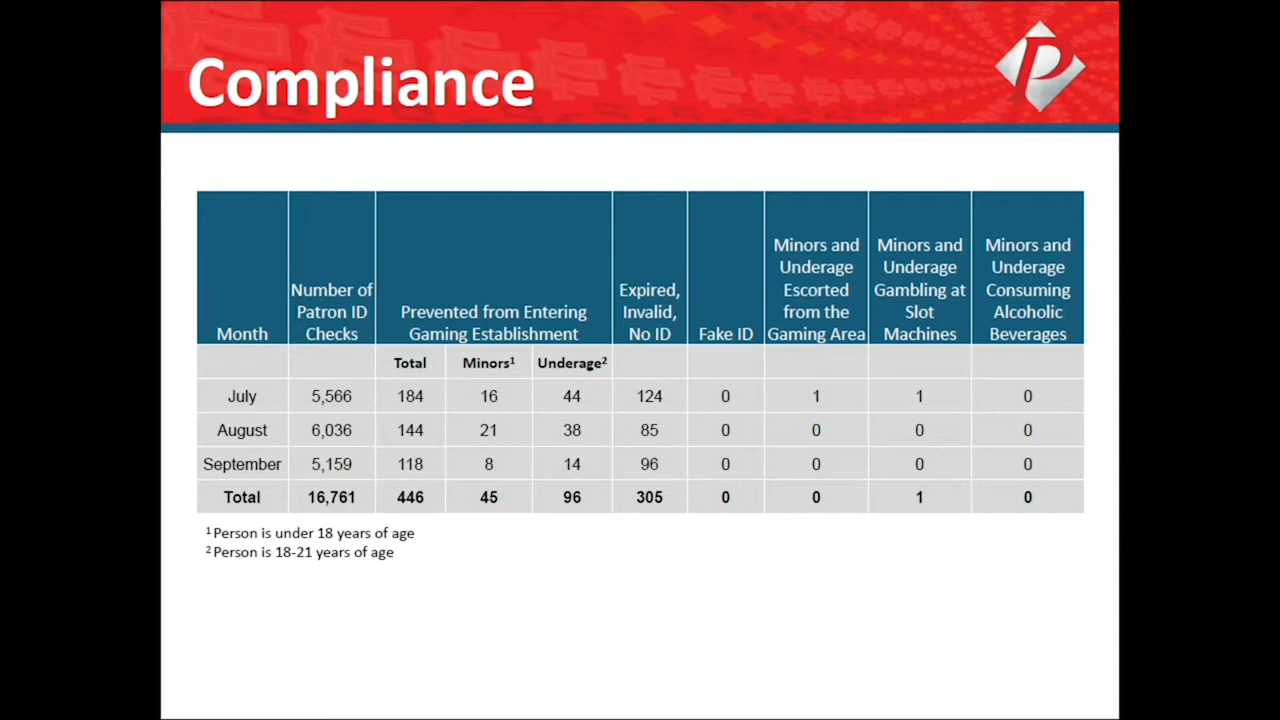 Compliance
P
Month
Number of
Patron ID
Checks
Prevented from Entering
Gaming Establishment
Expired,
Invalid,
No ID
Fake ID
Minors and
Underage
Escorted
from the
Gaming Area
Minors and
Underage
Gambling at
Slot
Machines
Minors and
Underage
Consuming
Alcoholic
Beverages
Total Minors¹ Underage²
July 5,566 184 16 44 124 0 1 1 0
August 6,036 144 21 38 85 0 0 0 0
September 5,159 118 8 14 96 0 0 0 0
Total 16,761 446 45 96 305 0 0 1 0
¹ Person is under 18 years of age
² Person is 18-21 years of age